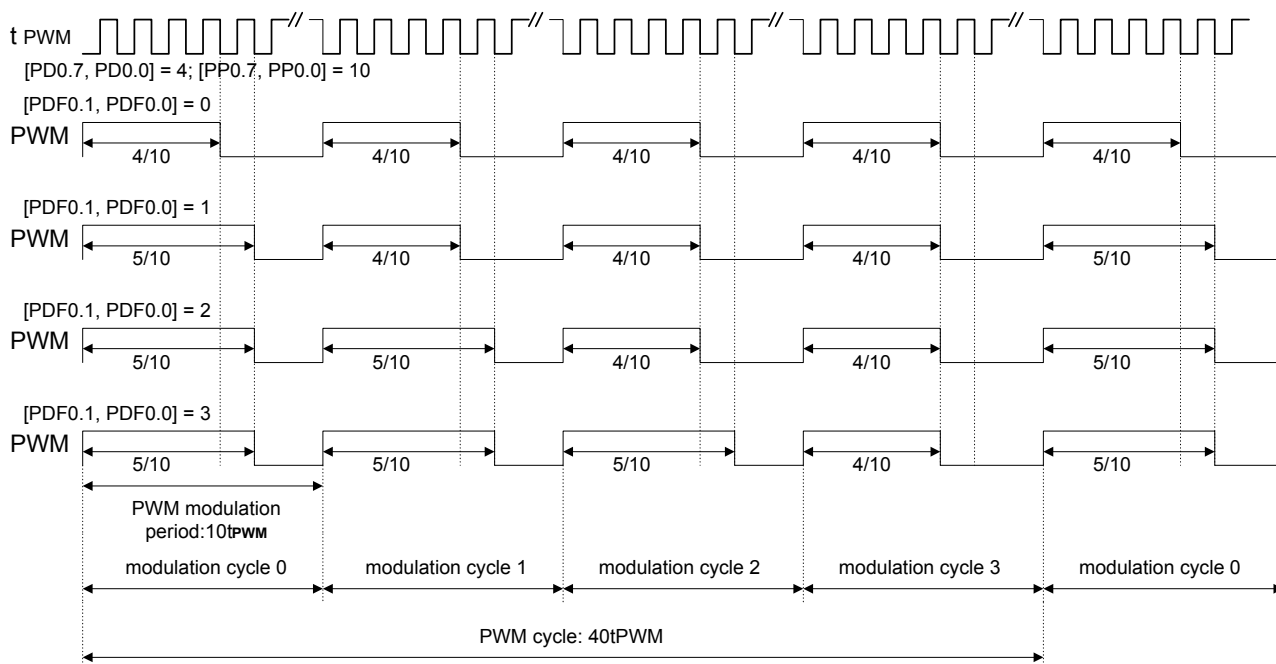 t PWM
[PD0.7, PD0.0] = 4; [PP0.7, PP0.0] = 10
[PDF0.1, PDF0.0] = 0
PWM
4/10 4/10 4/10 4/10 4/10
[PDF0.1, PDF0.0] = 1
PWM
5/10 4/10 4/10 4/10 5/10
[PDF0.1, PDF0.0] = 2
PWM
5/10 5/10 4/10 4/10 5/10
[PDF0.1, PDF0.0] = 3
PWM
5/10 5/10 5/10 4/10 5/10
PWM modulation
period:10tPWM
modulation cycle 0 modulation cycle 1 modulation cycle 2 modulation cycle 3 modulation cycle 0
PWM cycle: 40tPWM